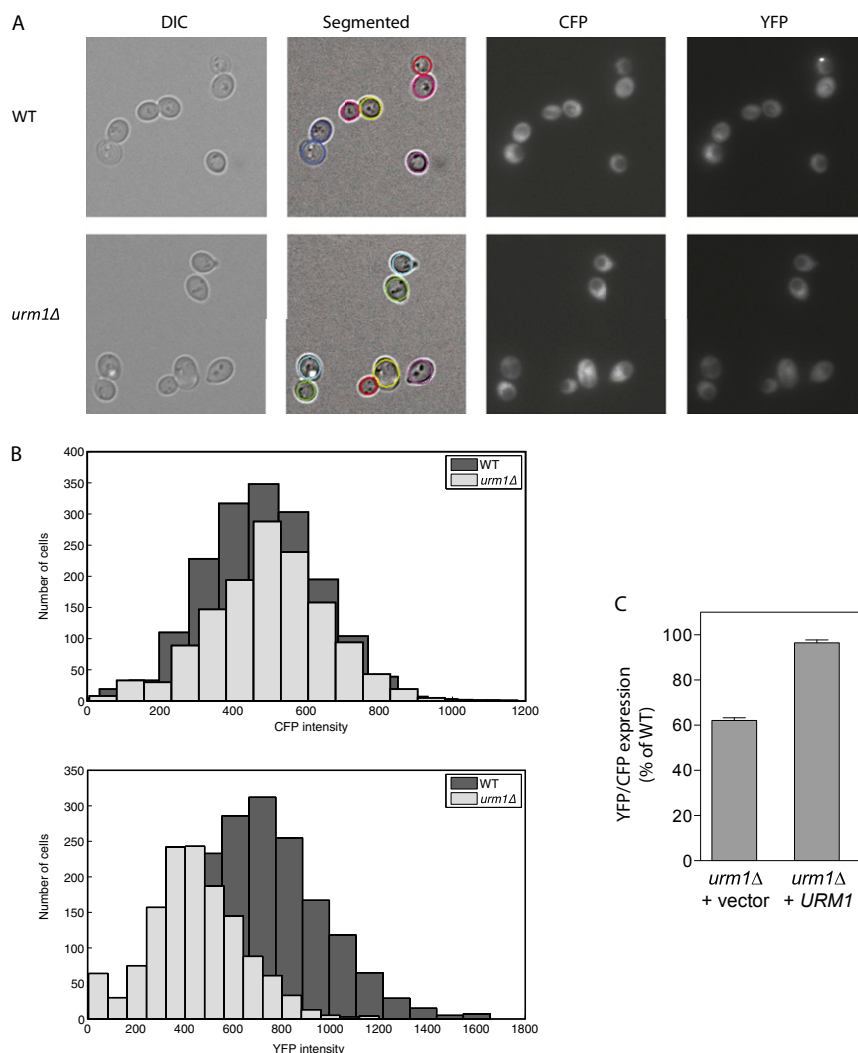 A
DIC
Segmented
CFP
YFP
WT
urm1Δ
B
400
350
300
250
200
150
100
50
0
Number of cells
WT
urm1Δ
0
200
400
600
800
1000
1200
CFP intensity
350
300
250
200
150
100
50
0
Number of cells
WT
urm1Δ
0
200
400
600
800
1000
1200
1400
1600
1800
YFP intensity
C
YFP/CFP expression
(% of WT)
100
80
60
40
20
0
urm1Δ
+ vector
urm1Δ
+ URM1